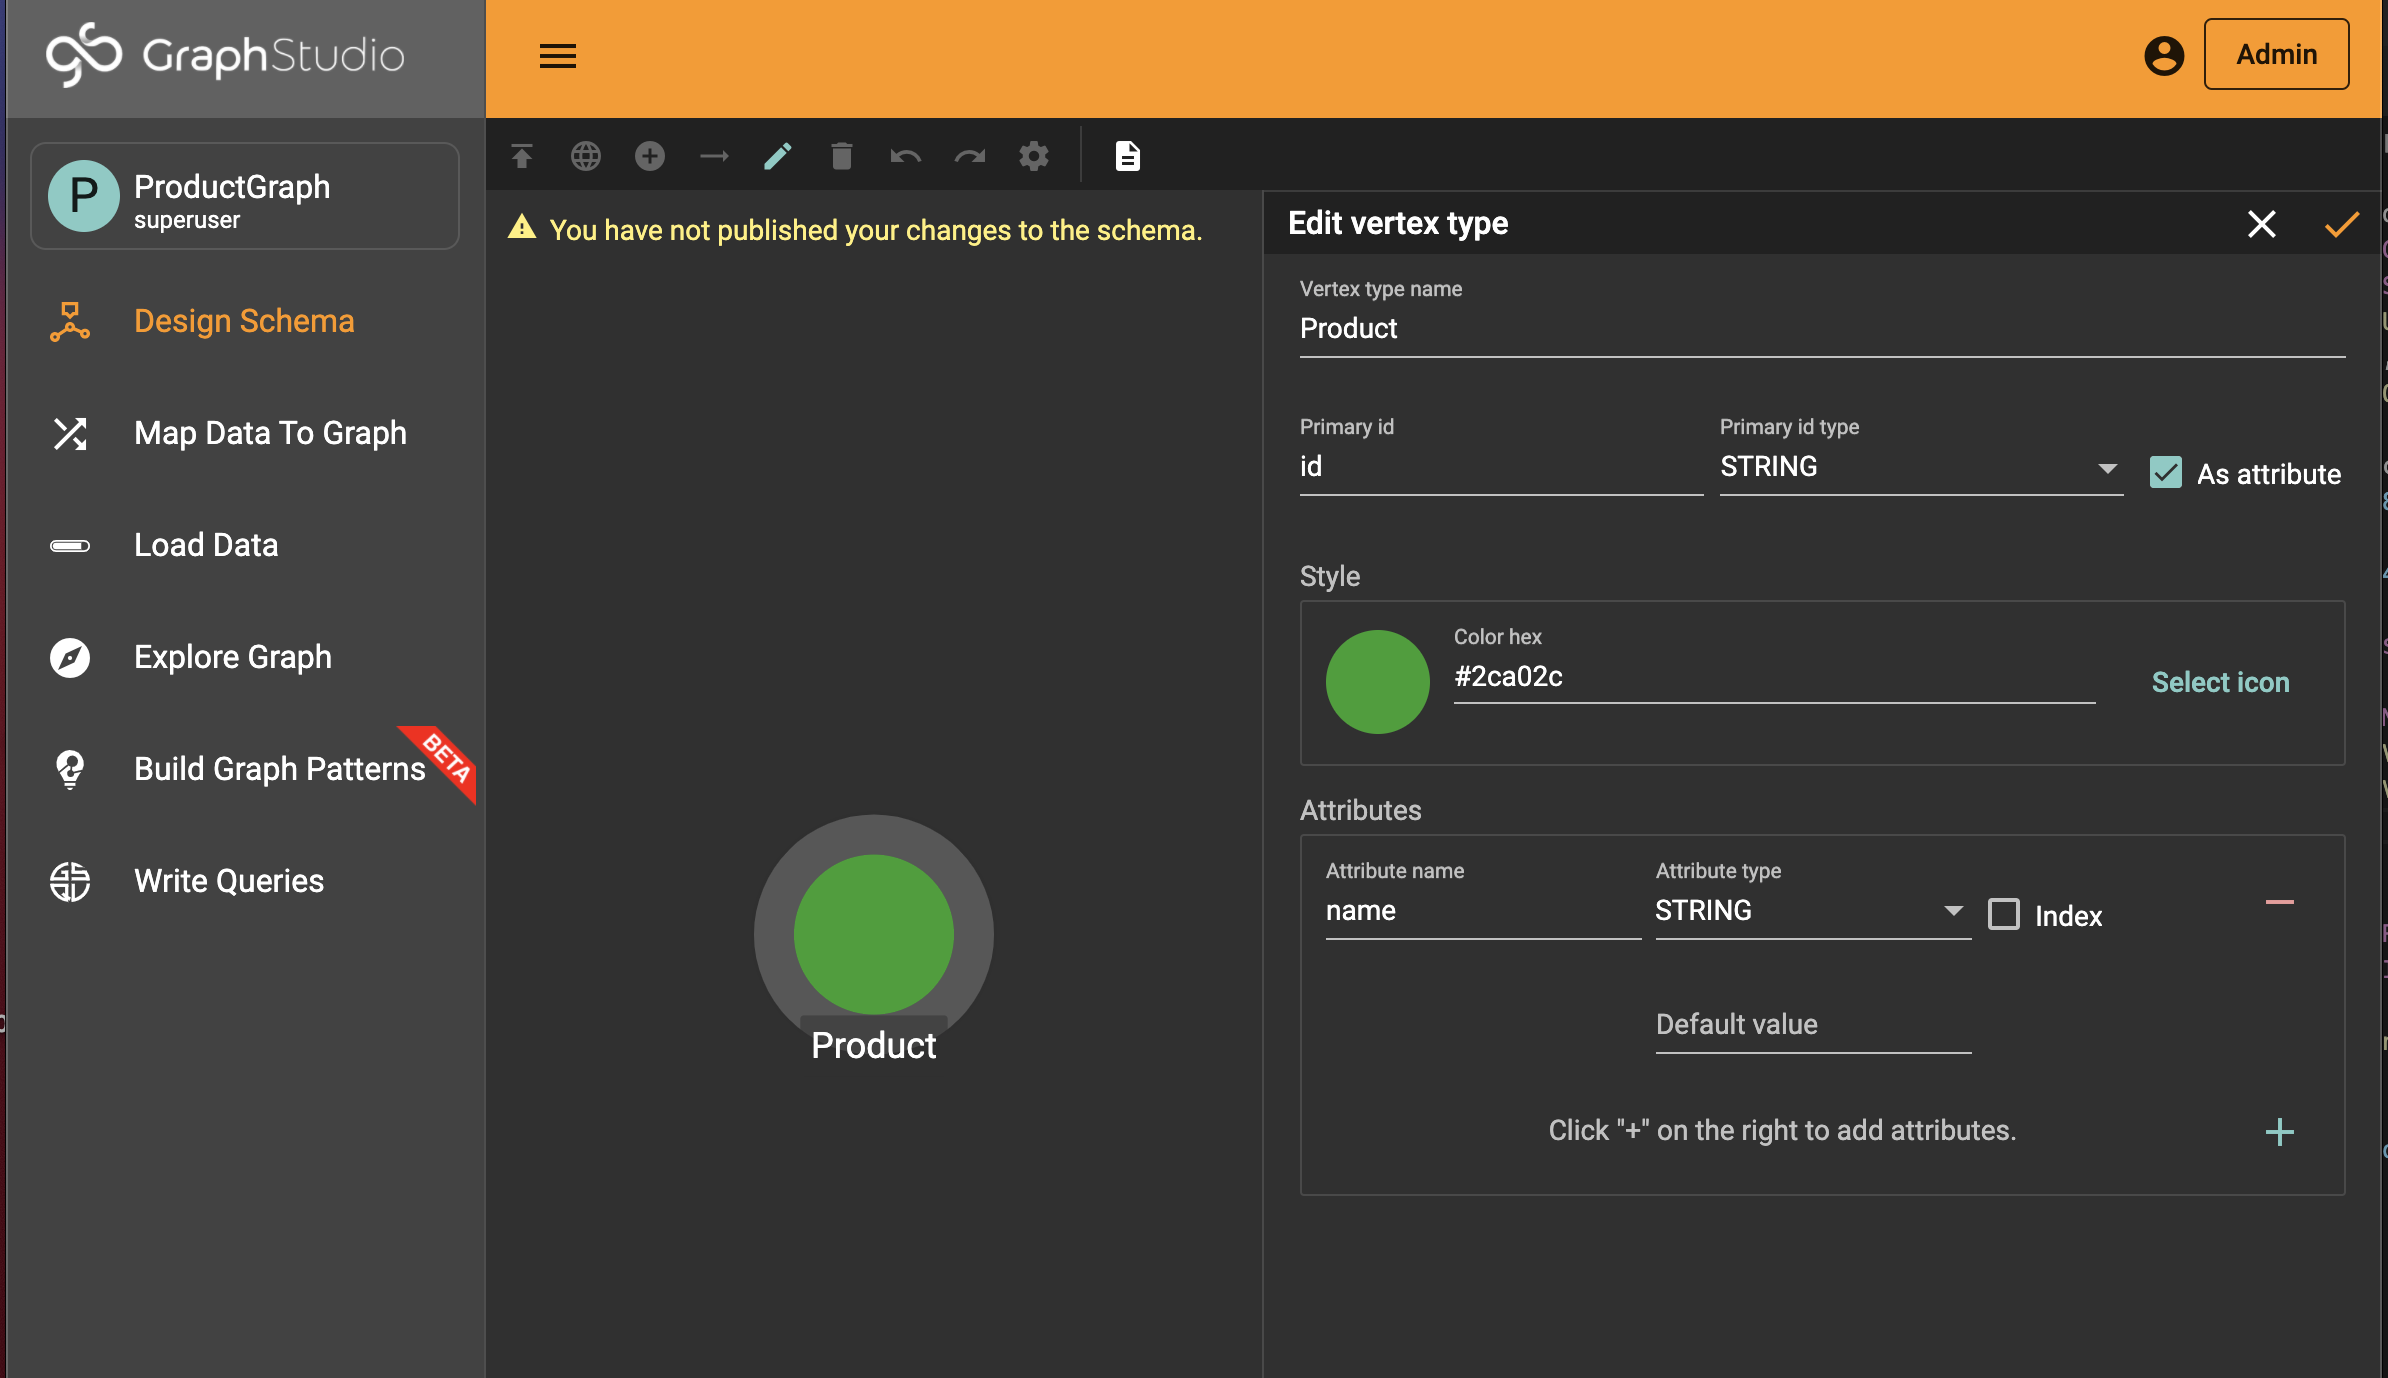 GraphStudio
Admin
P
ProductGraph
superuser
Design Schema
Map Data To Graph
Load Data
Explore Graph
Build Graph Patterns
BETA
Write Queries
You have not published your changes to the schema.
Product
Edit vertex type
Vertex type name
Product
Primary id
id
Primary id type
STRING
As attribute
Style
Color hex
#2ca02c
Select icon
Attributes
Attribute name
name
Attribute type
STRING
Index
Default value
Click "+" on the right to add attributes.